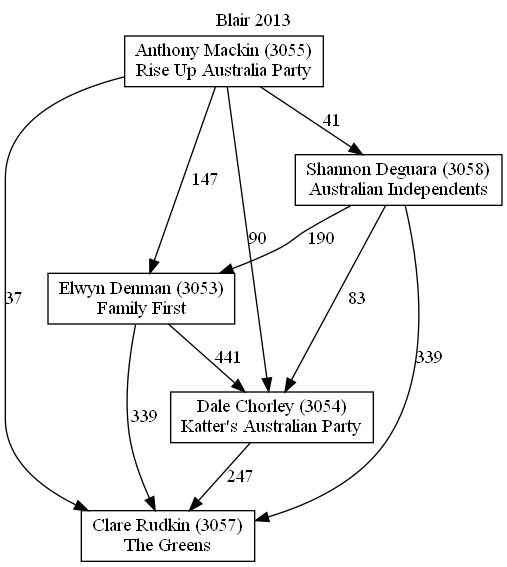 Blair 2013
Anthony Mackin (3055)
Rise Up Australia Party
41
Shannon Deguara (3058)
Australian Independents
147
90
190
Elwyn Denman (3053)
Family First
37
83
441
339
339
Dale Chorley (3054)
Katter's Australian Party
247
Clare Rudkin (3057)
The Greens